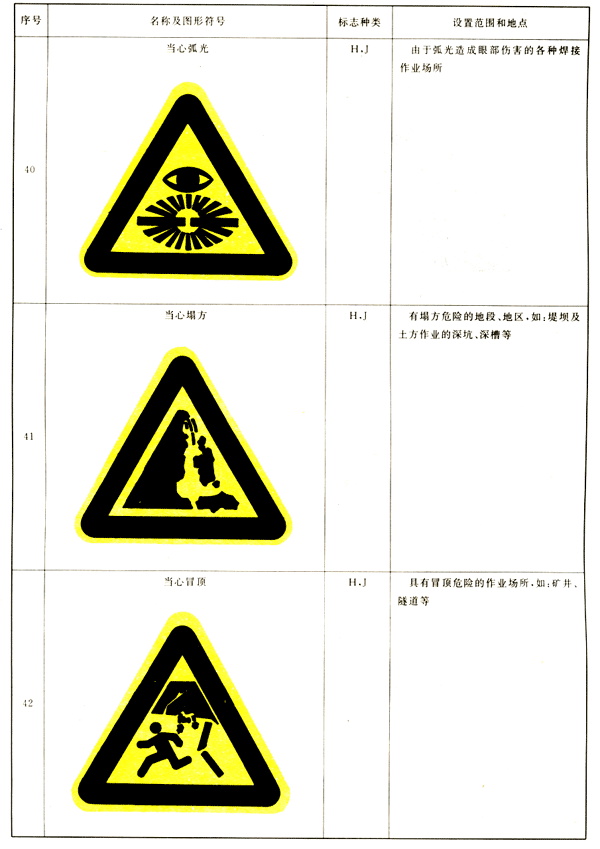 序号 名称及图形符号 标志种类 设置范围和地点
当心弧光 H,J 由于弧光造成眼部伤害的各种焊接
作业场所
40
当心塌方 H,J 有塌方危险的地段、地区,如:堤坝及
土方作业的深坑、深槽等
41
当心冒顶 H,J 具有冒顶危险的作业场所,如:矿井、
隧道等
42